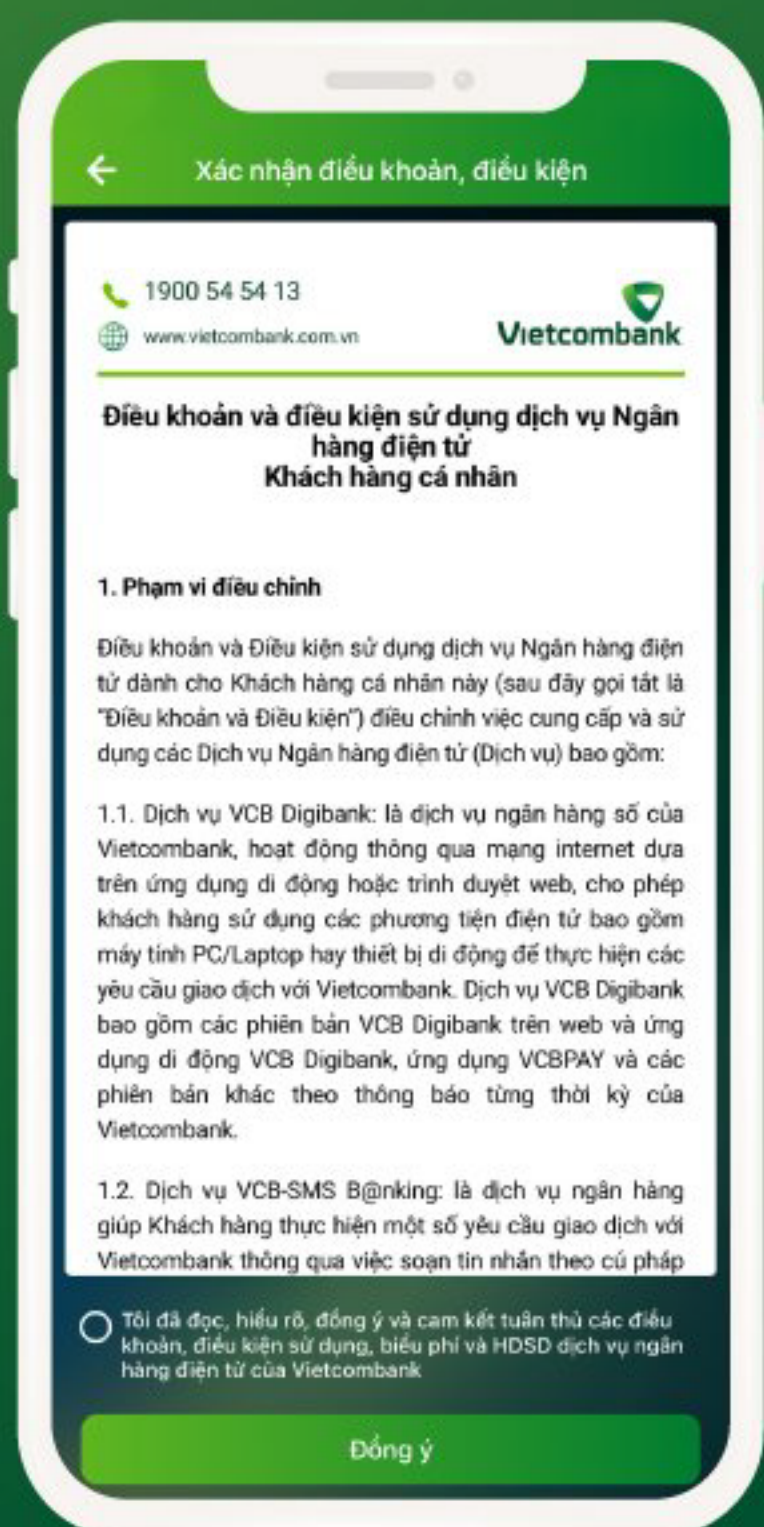 Xác nhận điều khoản, điều kiện
1900 54 54 13
www.vietcombank.com.vn
Vietcombank
Điều khoản và điều kiện sử dụng dịch vụ Ngân
hàng điện tử
Khách hàng cá nhân
1. Phạm vi điều chỉnh
Điều khoản và Điều kiện sử dụng dịch vụ Ngân hàng điện
tử dành cho Khách hàng cá nhân này (sau đây gọi tắt là
"Điều khoản và Điều kiện") điều chỉnh việc cung cấp và sử
dụng các Dịch vụ Ngân hàng điện tử (Dịch vụ) bao gồm:
1.1. Dịch vụ VCB Digibank: là dịch vụ ngân hàng số của
Vietcombank, hoạt động thông qua mạng internet dựa
trên ứng dụng di động hoặc trình duyệt web, cho phép
khách hàng sử dụng các phương tiện điện tử bao gồm
máy tính PC/Laptop hay thiết bị di động để thực hiện các
yêu cầu giao dịch với Vietcombank. Dịch vụ VCB Digibank
bao gồm các phiên bản VCB Digibank trên web và ứng
dụng di động VCB Digibank, ứng dụng VCBPAY và các
phiên bản khác theo thông báo từng thời kỳ của
Vietcombank.
1.2. Dịch vụ VCB-SMS B@nking: là dịch vụ ngân hàng
giúp Khách hàng thực hiện một số yêu cầu giao dịch với
Vietcombank thông qua việc soạn tin nhắn theo cú pháp
Tôi đã đọc, hiểu rõ, đồng ý và cam kết tuân thủ các điều
khoản, điều kiện sử dụng, biểu phí và HDSD dịch vụ ngân
hàng điện tử của Vietcombank
Đồng ý